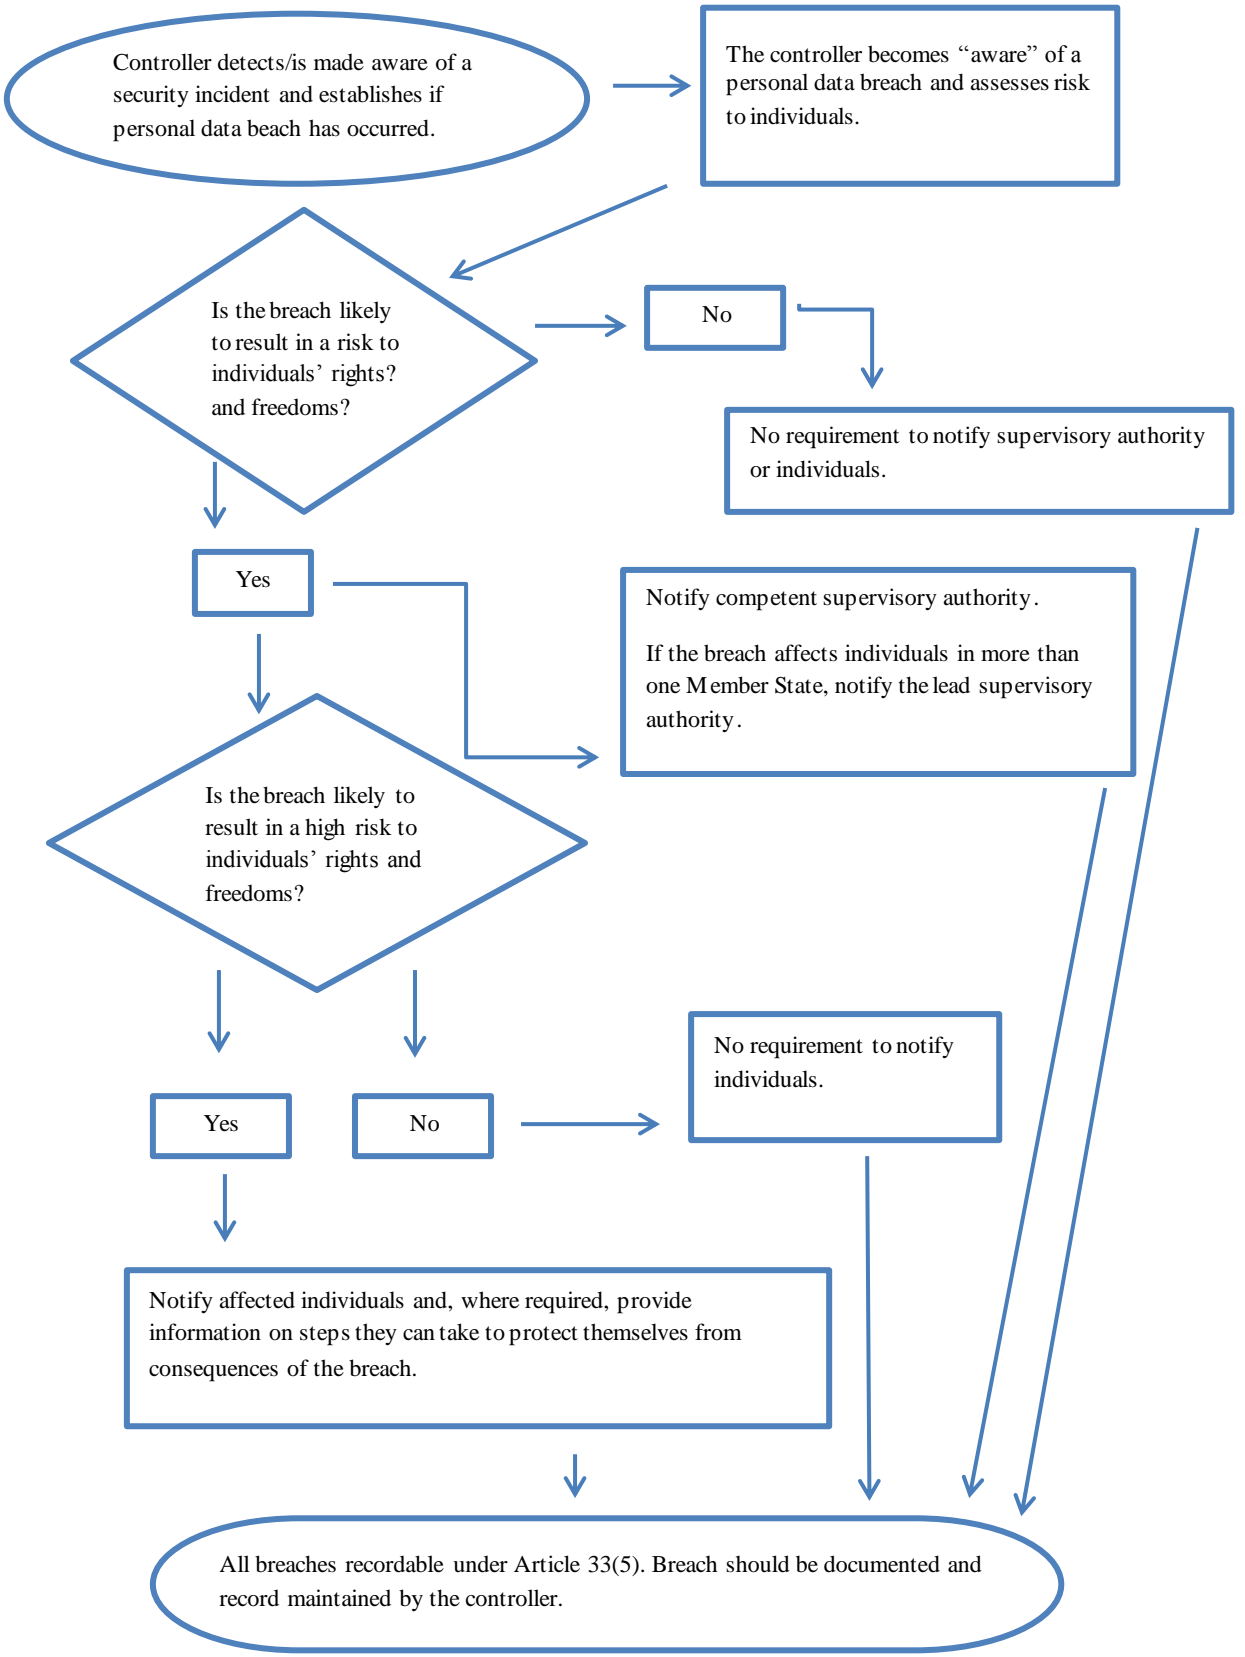 Controller detects/is made aware of a
security incident and establishes if
personal data beach has occurred.
The controller becomes “aware” of a
personal data breach and assesses risk
to individuals.
Is the breach likely
to result in a risk to
individuals’ rights?
and freedoms?
No
No requirement to notify supervisory authority
or individuals.
Yes
Notify competent supervisory authority.
If the breach affects individuals in more than
one Member State, notify the lead supervisory
authority.
Is the breach likely to
result in a high risk to
individuals’ rights and
freedoms?
No requirement to notify
individuals.
Yes
No
Notify affected individuals and, where required, provide
information on steps they can take to protect themselves from
consequences of the breach.
All breaches recordable under Article 33(5). Breach should be documented and
record maintained by the controller.